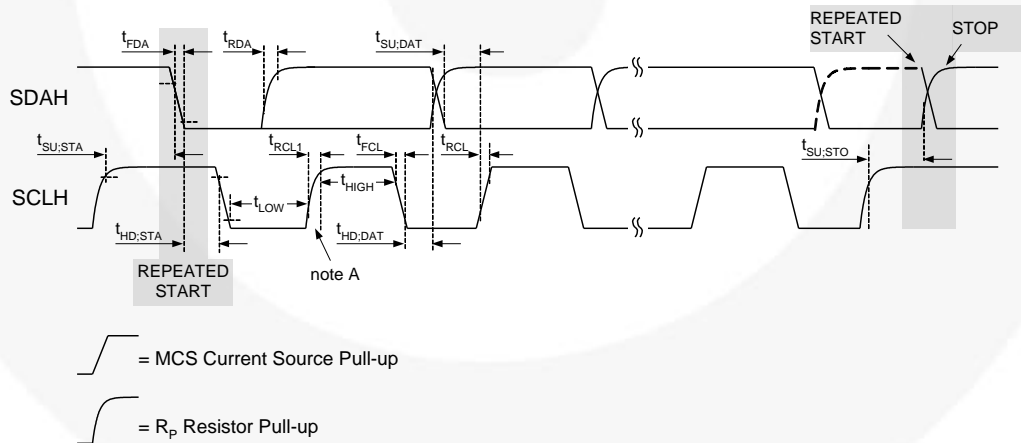 REPEATED
START
STOP
tFDA
tRDA
tSU;DAT
SDAH
tSU;STA
tRCL1
tFCL
tRCL
tSU;STO
tHIGH
SCLH
tLOW
tHD;STA
tHD;DAT
note A
REPEATED
START
= MCS Current Source Pull-up
= RP Resistor Pull-up